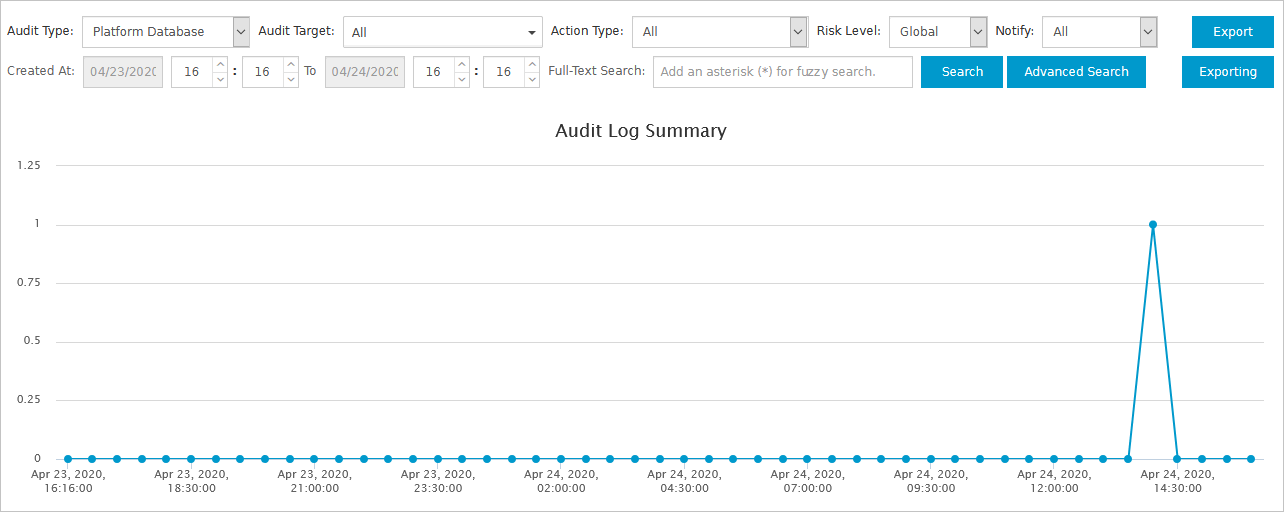 Audit Type: Platform Database Audit Target: All Action Type: All Risk Level: Global Notify: All Export
Created At: 04/23/2020 16 : 16 To 04/24/2020 16 : 16 Full-Text Search: Add an asterisk (*) for fuzzy search. Search Advanced Search Exporting
Audit Log Summary
1.25
1
0.75
0.5
0.25
0
Apr 23, 2020, Apr 23, 2020, Apr 23, 2020, Apr 23, 2020, Apr 24, 2020, Apr 24, 2020, Apr 24, 2020, Apr 24, 2020, Apr 24, 2020, Apr 24, 2020,
16:16:00 18:30:00 21:00:00 23:30:00 02:00:00 04:30:00 07:00:00 09:30:00 12:00:00 14:30:00